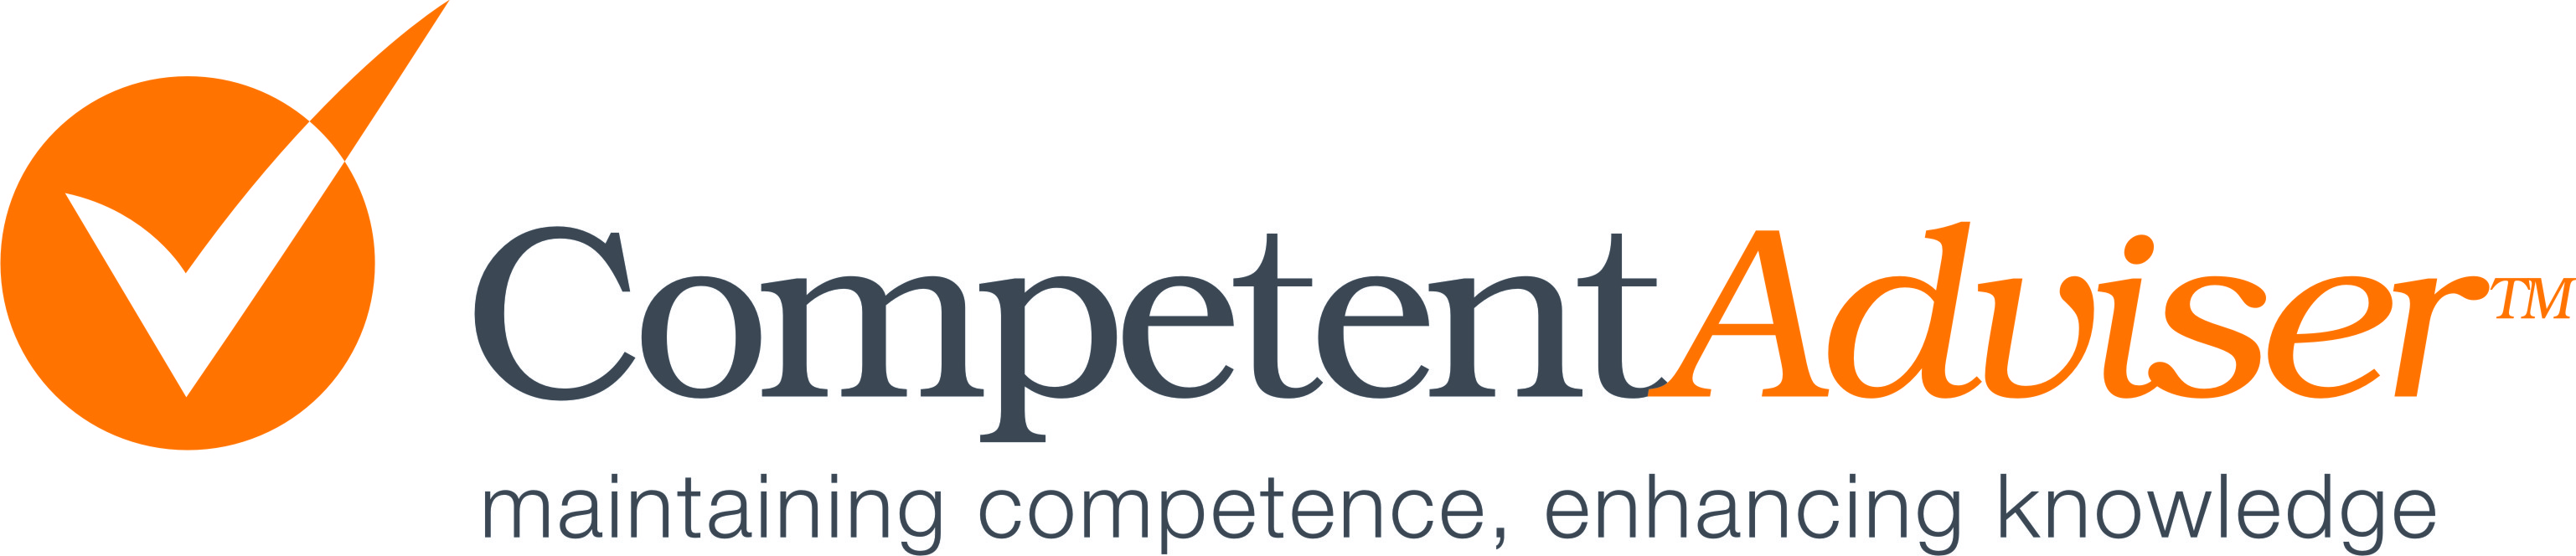 CompetentAdviser™
maintaining competence, enhancing knowledge